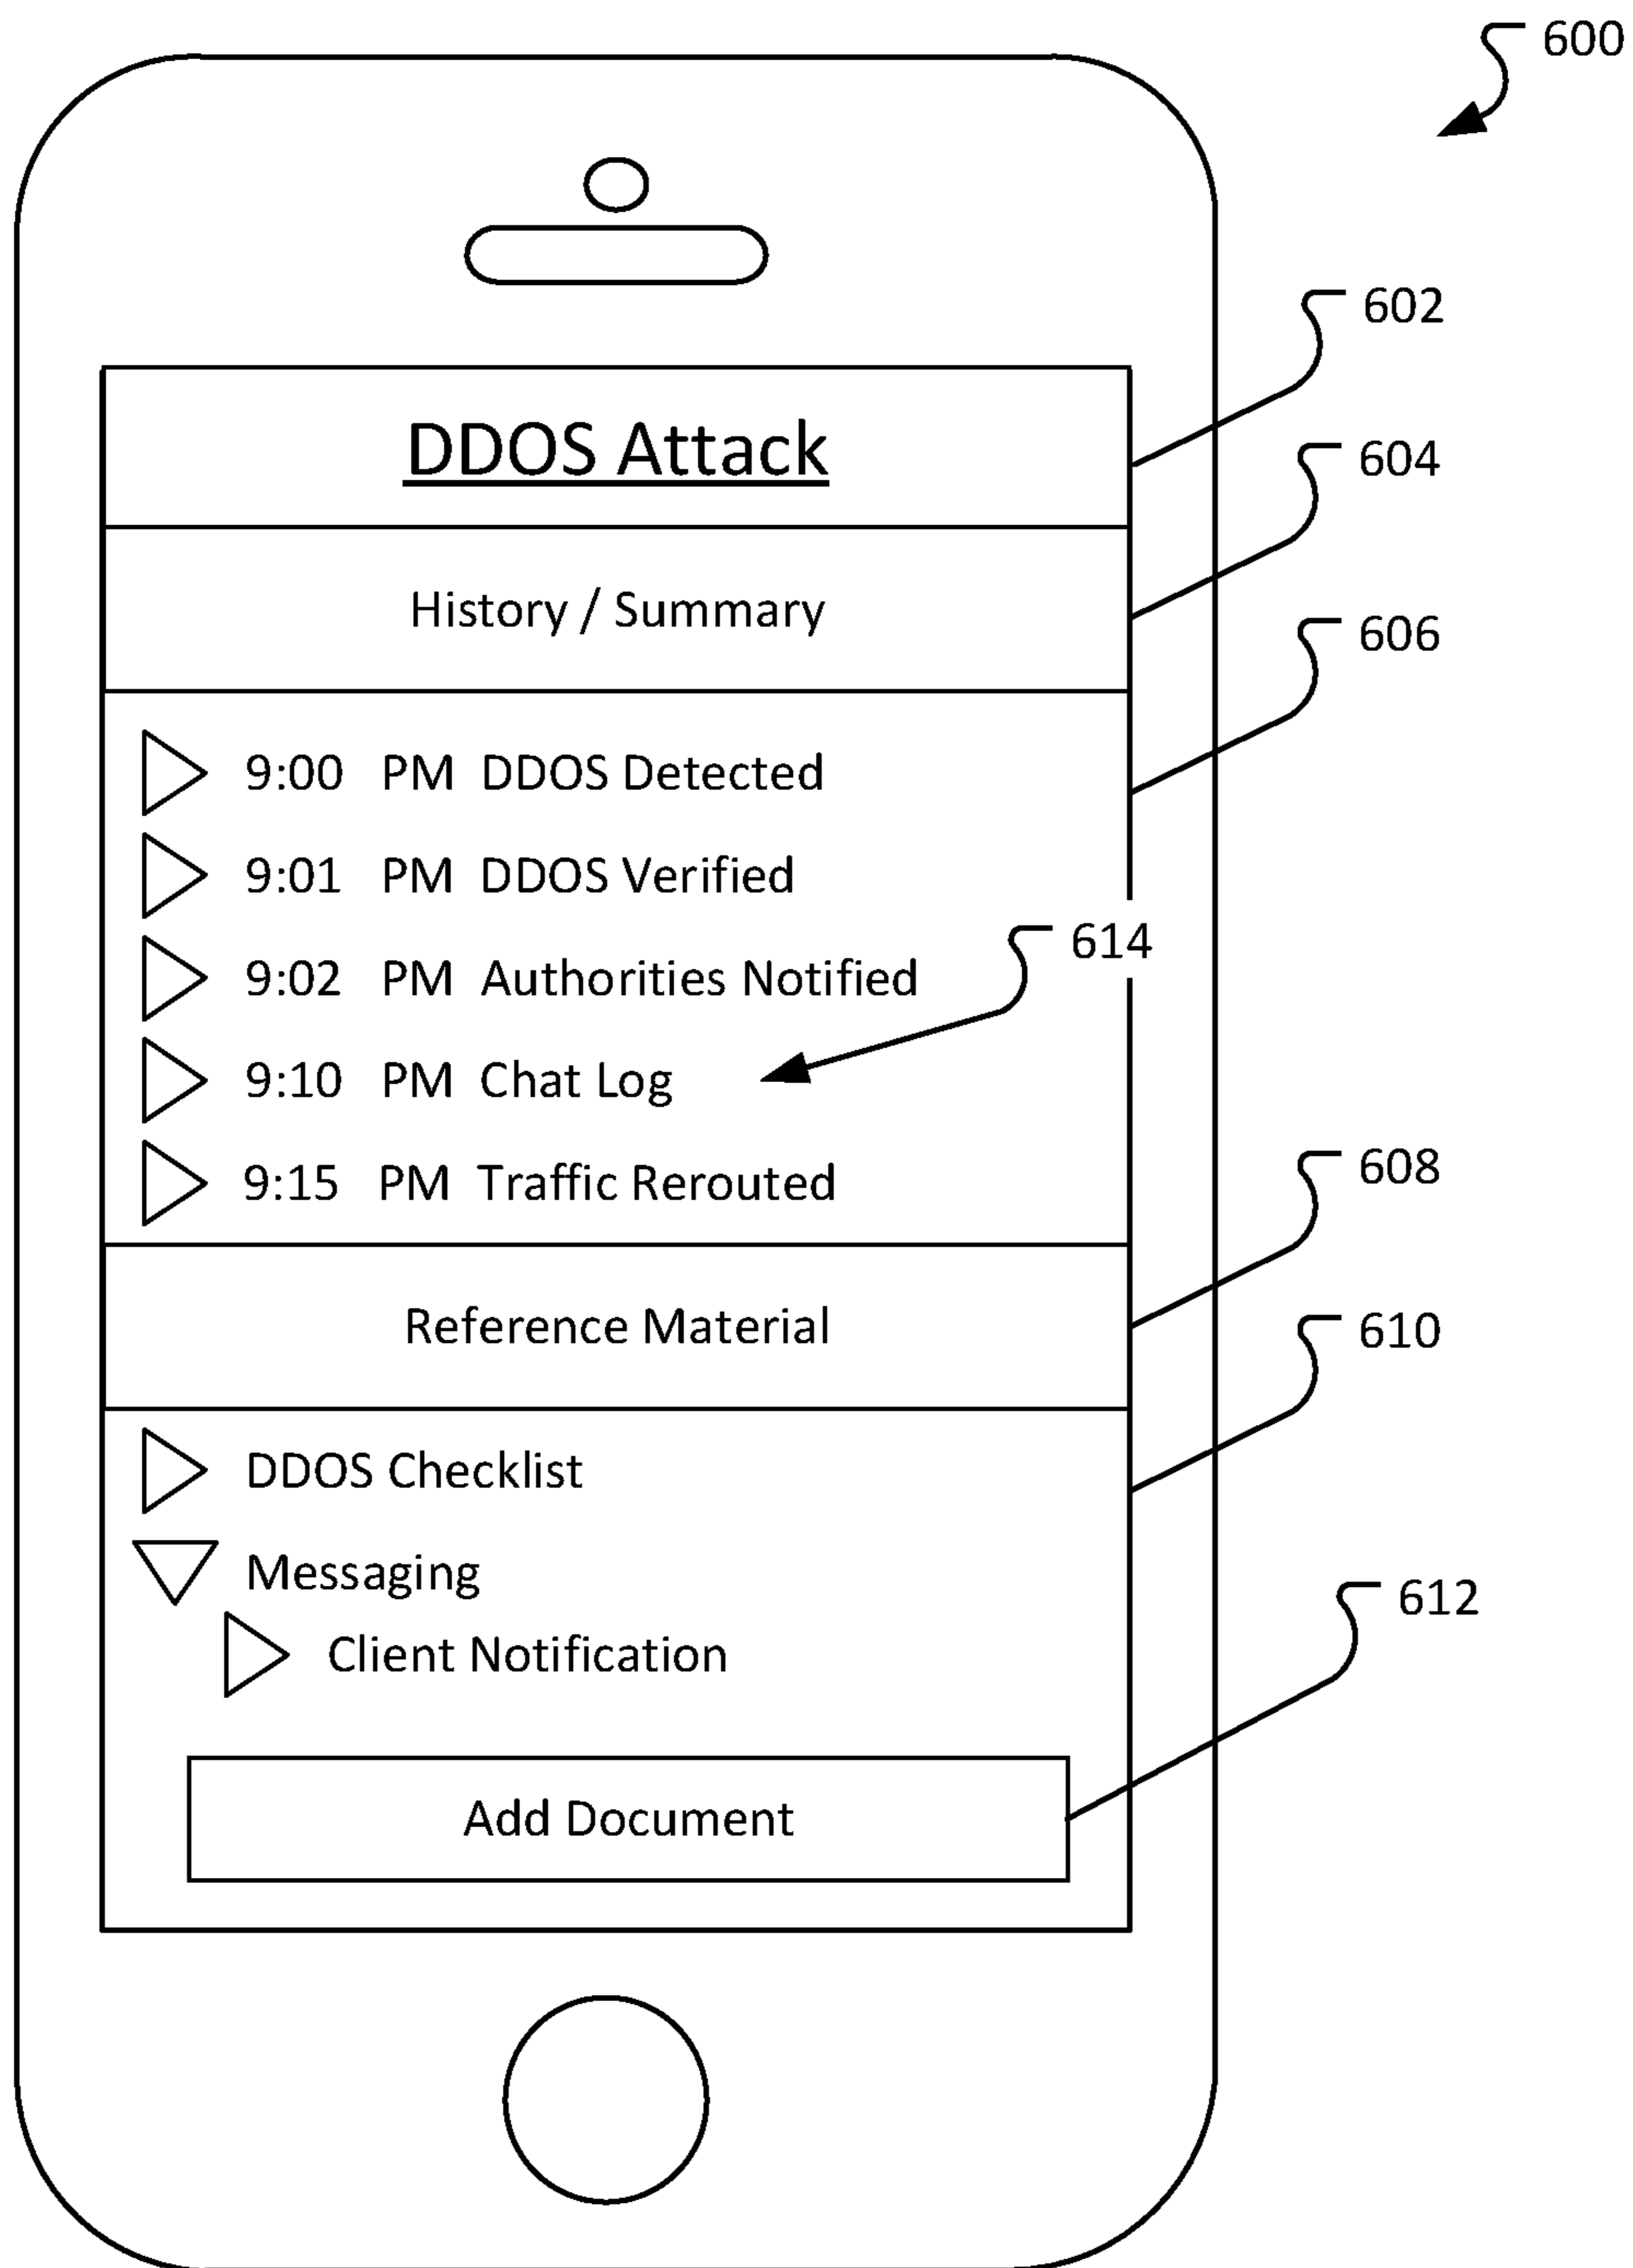 600
602
DDOS Attack
604
History / Summary
606
9:00 PM DDOS Detected
9:01 PM DDOS Verified
614
9:02 PM Authorities Notified
9:10 PM Chat Log
608
9:15 PM Traffic Rerouted
Reference Material
610
DDOS Checklist
Messaging
612
Client Notification
Add Document